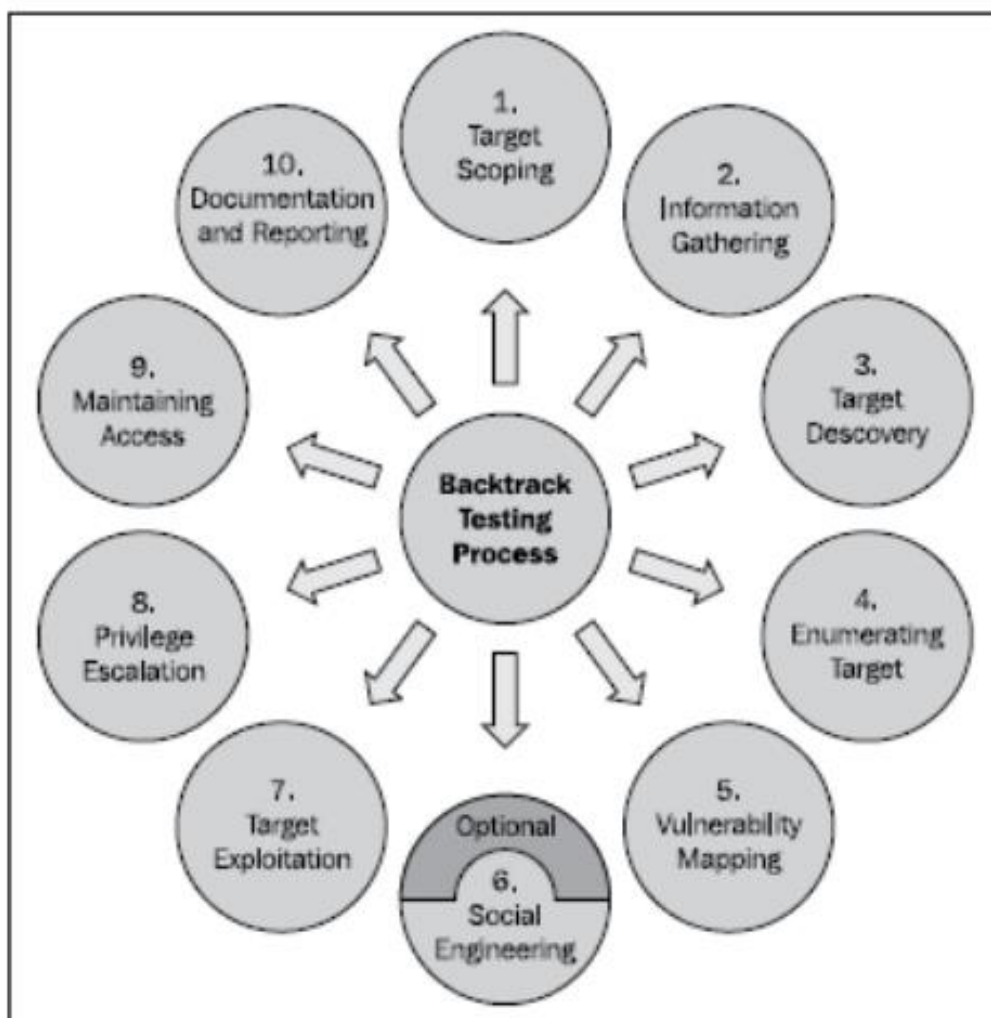 1.
Target
Scoping
2.
Information
Gathering
3.
Target
Descovery
4.
Enumerating
Target
5.
Vulnerability
Mapping
Optional
6.
Social
Engineering
7.
Target
Exploitation
8.
Privilege
Escalation
9.
Maintaining
Access
10.
Documentation
and Reporting
Backtrack
Testing
Process